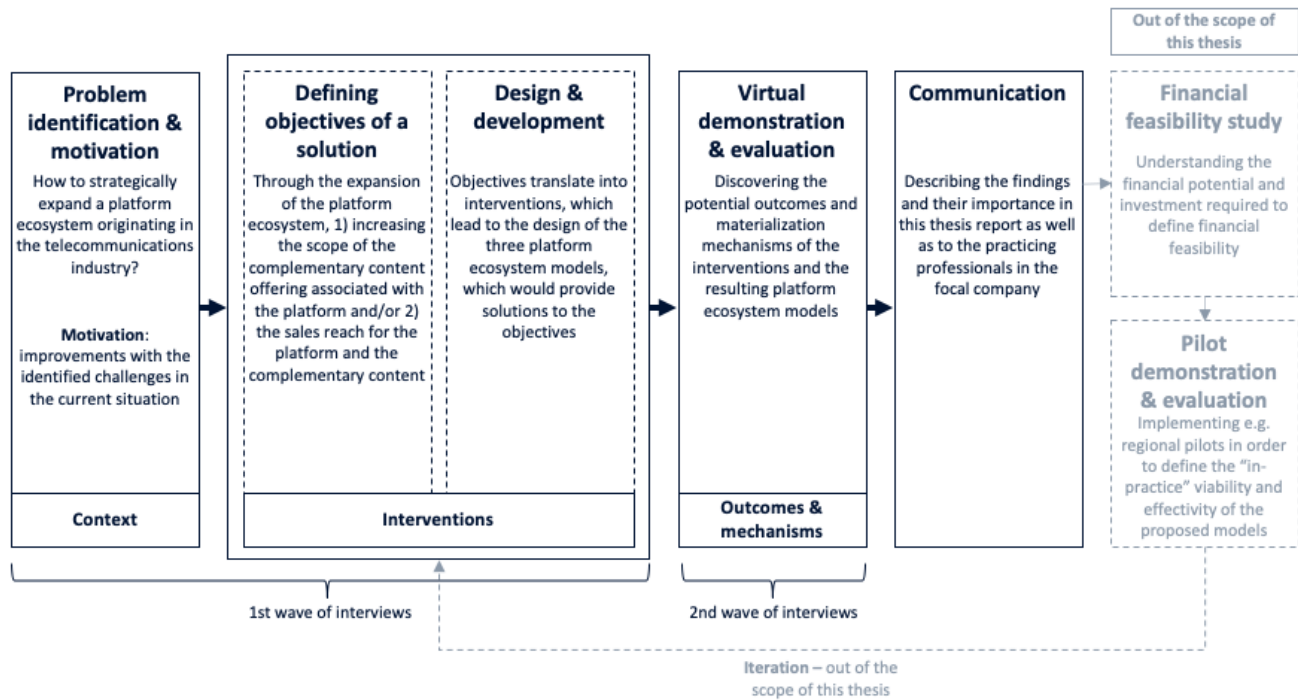 Out of the scope of
this thesis
Problem
identification &
motivation
How to strategically
expand a platform
ecosystem originating in
the telecommunications
industry?
Motivation:
improvements with the
identified challenges in
the current situation
Context
Defining
objectives of a
solution
Through the expansion
of the platform
ecosystem, 1) increasing
the scope of the
complementary content
offering associated with
the platform and/or 2)
the sales reach for the
platform and the
complementary content
Design &
development
Objectives translate into
interventions, which
lead to the design of the
three platform
ecosystem models,
which would provide
solutions to the
objectives
Interventions
Virtual
demonstration
& evaluation
Discovering the
potential outcomes and
materialization
mechanisms of the
interventions and the
resulting platform
ecosystem models
Outcomes &
mechanisms
Communication
Describing the findings
and their importance in
this thesis report as well
as to the practicing
professionals in the
focal company
Financial
feasibility study
Understanding the
financial potential and
investment required to
define financial
feasibility
Pilot
demonstration
& evaluation
Implementing e.g.
regional pilots in order
to define the “in-
practice” viability and
effectivity of the
proposed models
1st wave of interviews
2nd wave of interviews
Iteration – out of the
scope of this thesis